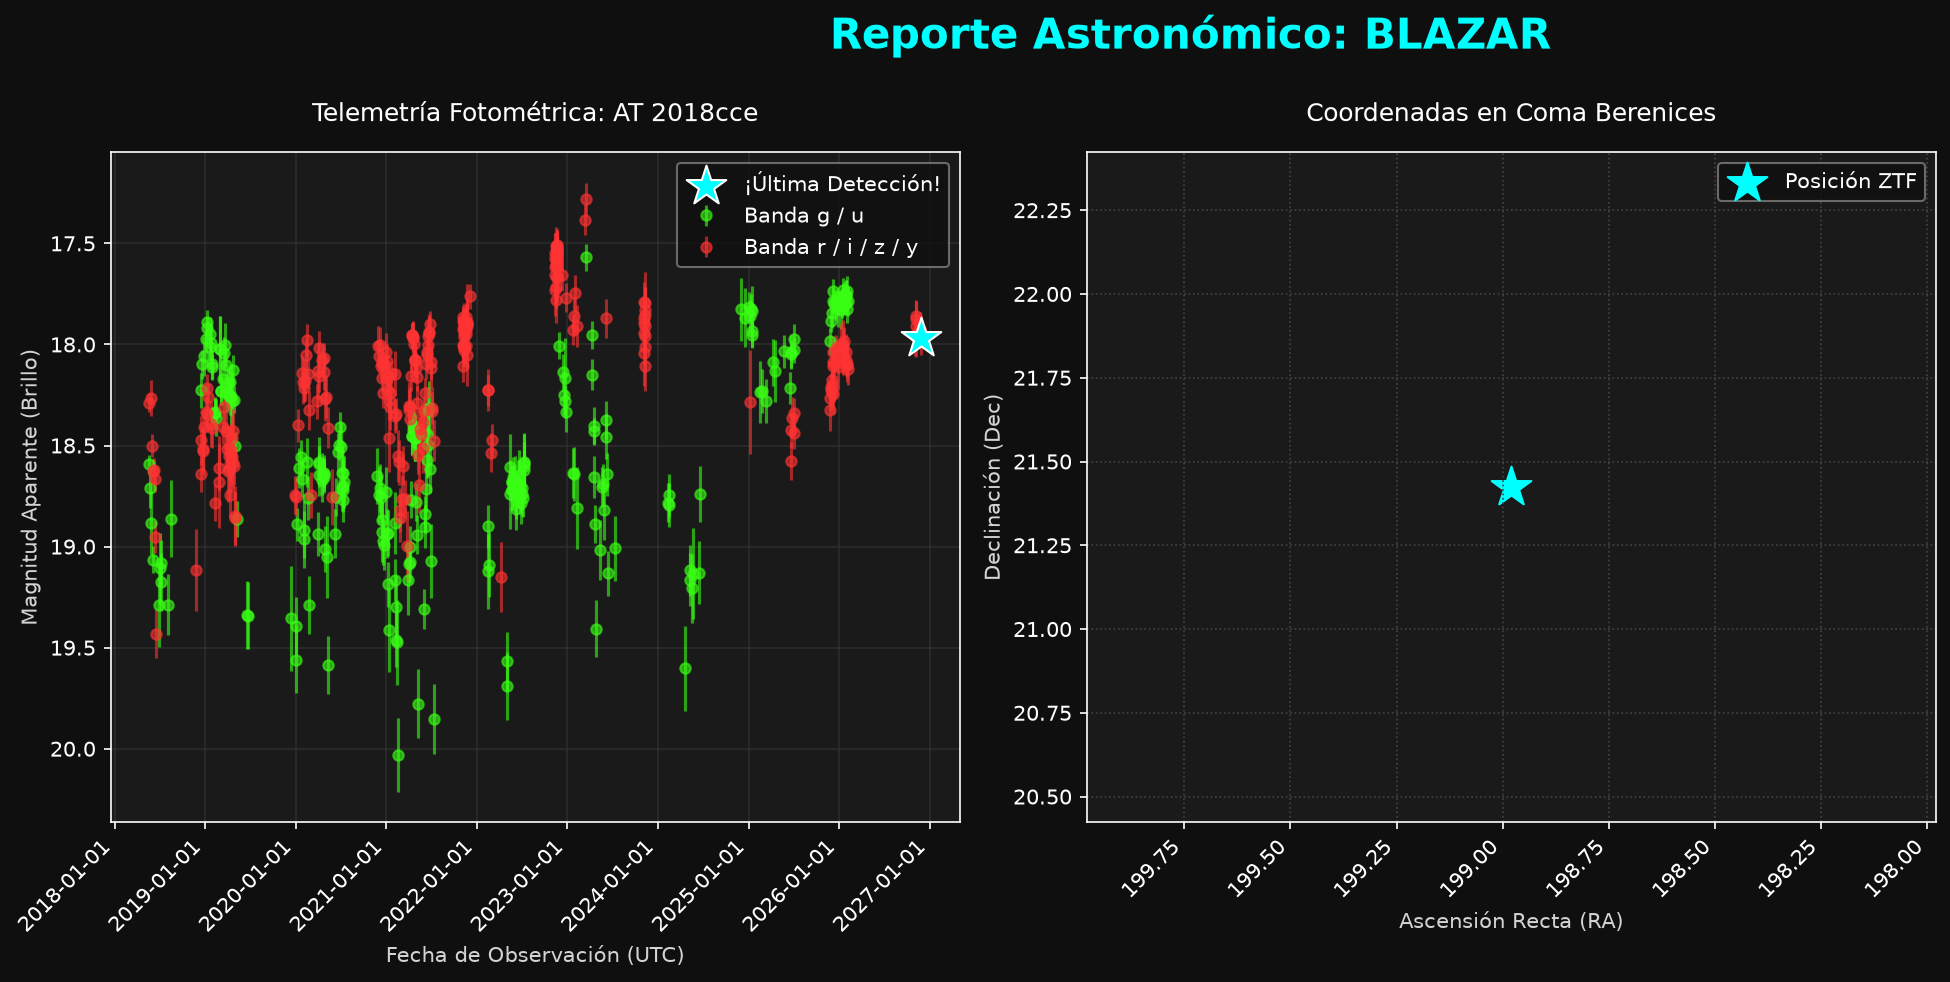 Reporte Astronómico: BLAZAR
Telemetría Fotométrica: AT 2018cce
¡Última Detección!
Banda g / u
Banda r / i / z / y
Magnitud Aparente (Brillo)
17.5
18.0
18.5
19.0
19.5
20.0
2018-01-01
2019-01-01
2020-01-01
2021-01-01
2022-01-01
2023-01-01
2024-01-01
2025-01-01
2026-01-01
2027-01-01
Fecha de Observación (UTC)
Coordenadas en Coma Berenices
Posición ZTF
Declinación (Dec)
22.25
22.00
21.75
21.50
21.25
21.00
20.75
20.50
199.75
199.50
199.25
199.00
198.75
198.50
198.25
198.00
Ascensión Recta (RA)